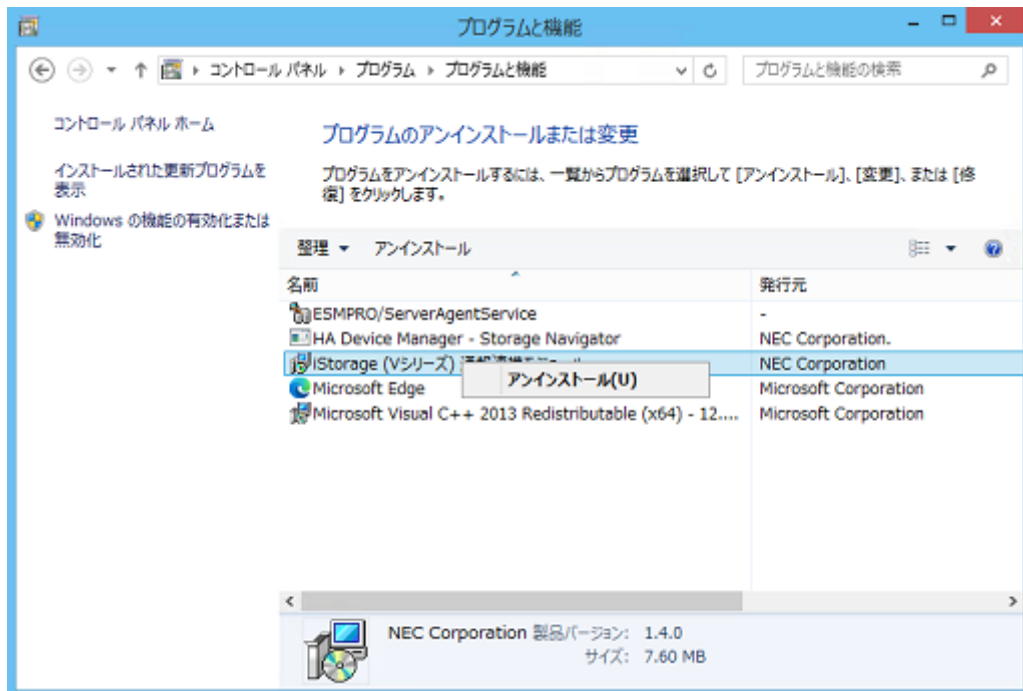 プログラムと機能
コントロール パネル プログラム プログラムと機能
プログラムと機能の検索
コントロール パネル ホーム
インストールされた更新プログラムを
表示
Windows の機能の有効化または
無効化
プログラムのアンインストールまたは変更
プログラムをアンインストールするには、一覧からプログラムを選択して [アンインストール]、[変更]、または [修
復] をクリックします。
整理 アンインストール
名前 発行元
ESMPRO/ServerAgentService -
HA Device Manager - Storage Navigator NEC Corporation.
iStorage (Vシリーズ) NEC Corporation
アンインストール(U)
Microsoft Edge Microsoft Corporation
Microsoft Visual C++ 2013 Redistributable (x64) - 12.... Microsoft Corporation
NEC Corporation 製品バージョン: 1.4.0
サイズ: 7.60 MB